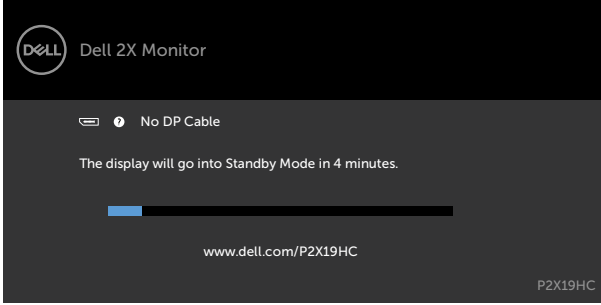 DELL
Dell 2X Monitor
? No DP Cable
The display will go into Standby Mode in 4 minutes.
www.dell.com/P2X19HC
P2X19HC